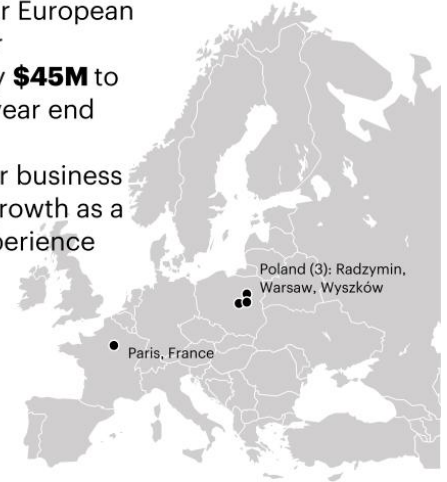 r European
r
y $45M to
year end
r business
rowth as a
perience
Poland (3): Radzymin,
Warsaw, Wyszków
Paris, France